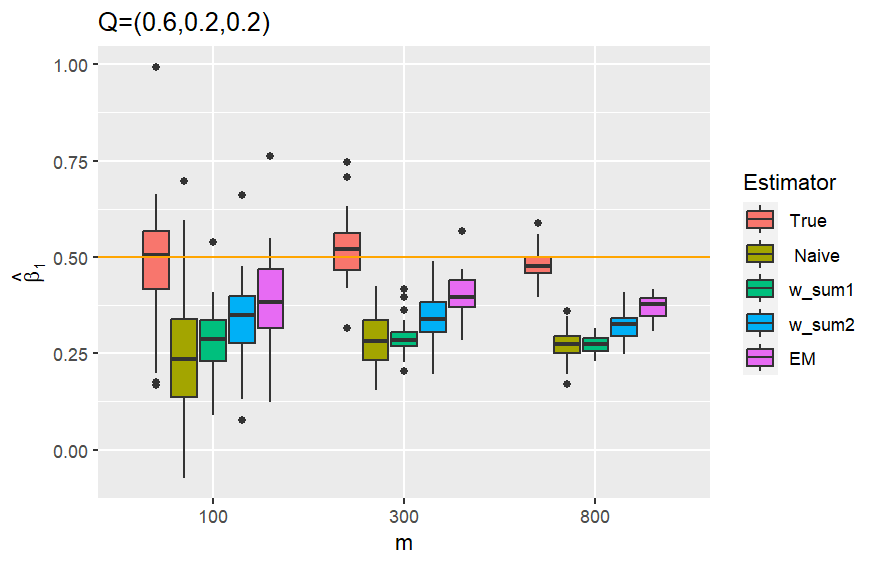 Q=(0.6,0.2,0.2)
1.00
0.75
0.50
0.25
0.00
β̂₁
100
300
800
m
Estimator
True
Naive
w_sum1
w_sum2
EM